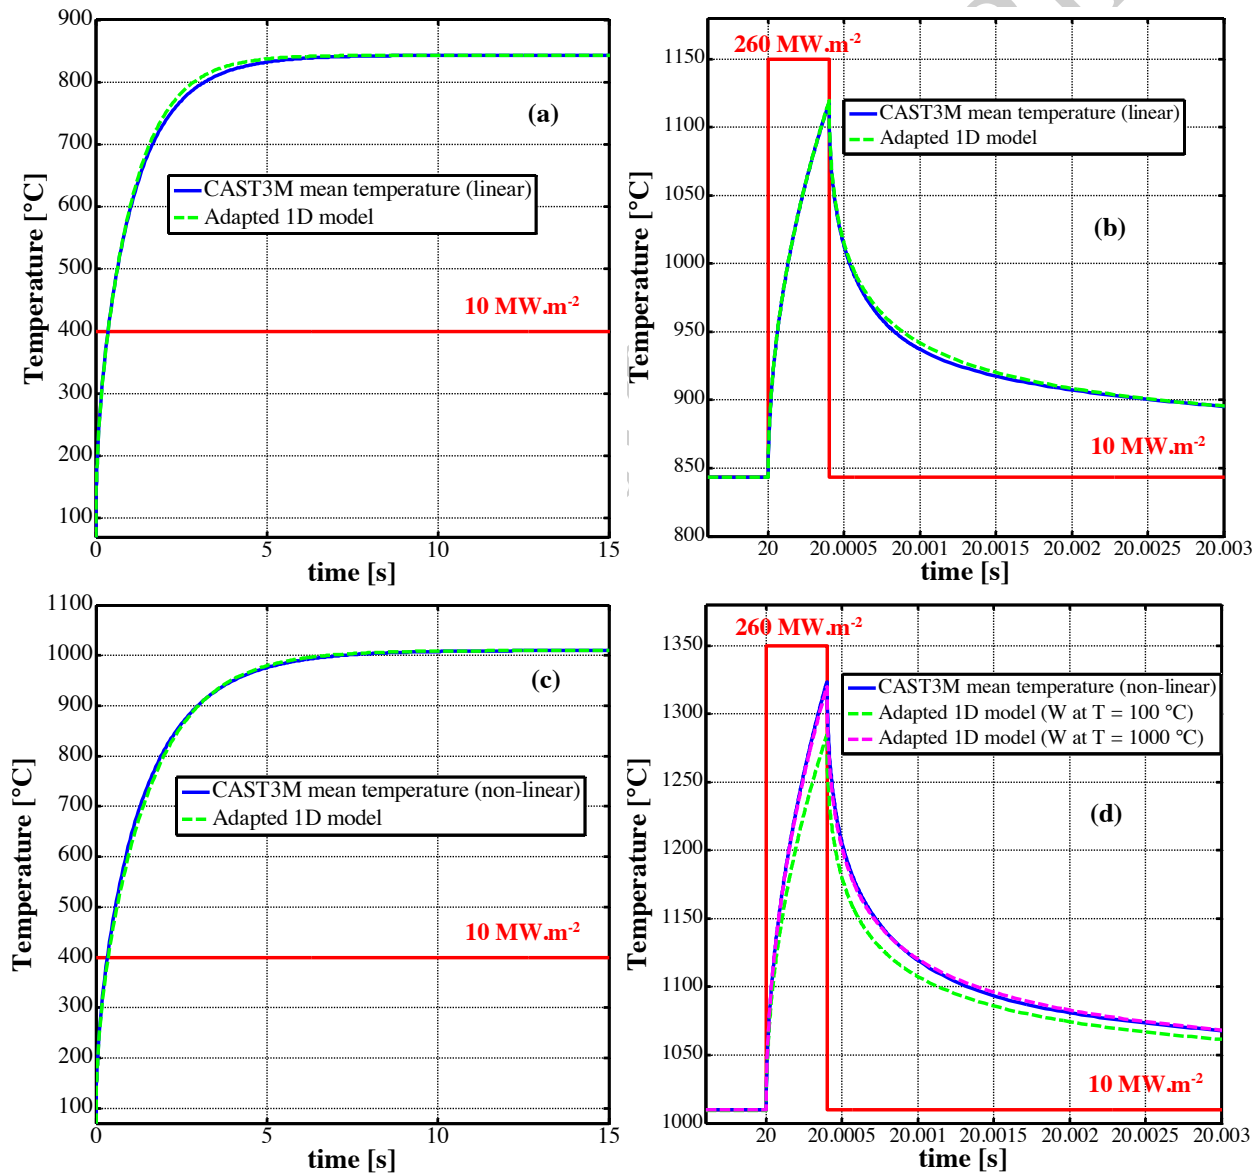 900
800
700
600
500
400
300
200
100
Temperature [°C]
(a)
CAST3M mean temperature (linear)
Adapted 1D model
10 MW.m-2
0
5
10
15
time [s]
1150
1100
1050
1000
950
900
850
800
Temperature [°C]
260 MW.m-2
CAST3M mean temperature (linear)
Adapted 1D model
(b)
10 MW.m-2
20
20.0005
20.001
20.0015
20.002
20.0025
20.003
time [s]
1100
1000
900
800
700
600
500
400
300
200
100
Temperature [°C]
(c)
CAST3M mean temperature (non-linear)
Adapted 1D model
10 MW.m-2
0
5
10
15
time [s]
1350
1300
1250
1200
1150
1100
1050
1000
Temperature [°C]
260 MW.m-2
CAST3M mean temperature (non-linear)
Adapted 1D model (W at T = 100 °C)
Adapted 1D model (W at T = 1000 °C)
(d)
10 MW.m-2
20
20.0005
20.001
20.0015
20.002
20.0025
20.003
time [s]